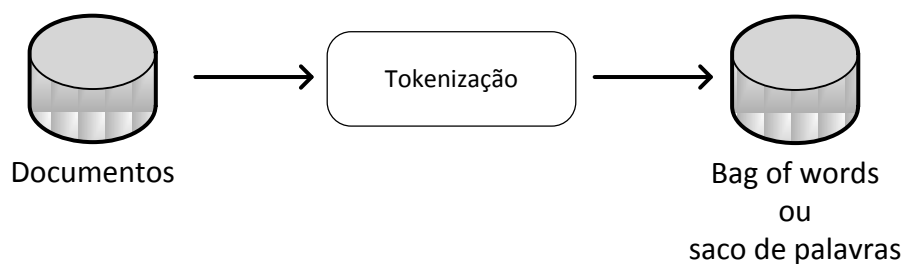 Tokenização
Documentos
Bag of words
ou
saco de palavras